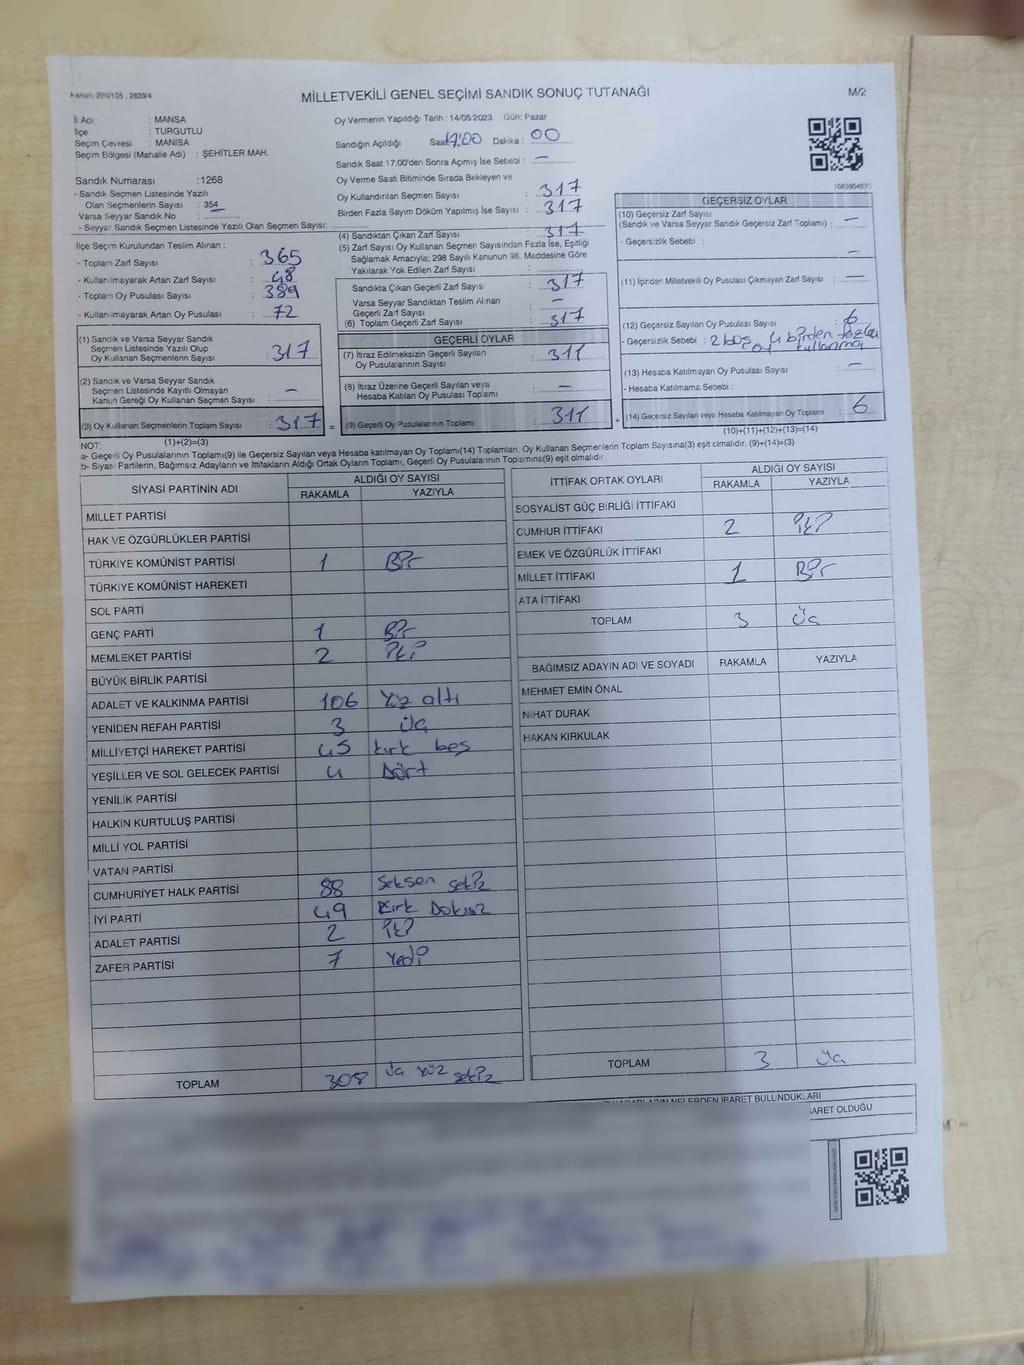 Kanun: 298/105 , 2839/4
MİLLETVEKİLİ GENEL SEÇİMİ SANDIK SONUÇ TUTANAĞI
M/2
İl Adı : MANSA
İlçe : TURGUTLU
Seçim Çevresi : MANİSA
Seçim Bölgesi (Mahalle Adı) : ŞEHİTLER MAH.
Sandık Numarası :1268
- Sandık Seçmen Listesinde Yazılı
Olan Seçmenlerin Sayısı : 354
Varsa Seyyar Sandık No :
- Seyyar Sandık Seçmen Listesinde Yazılı Olan Seçmen Sayısı:
Oy Vermenin Yapıldığı Tarih : 14/05/2023 Gün: Pazar
Sandığın Açıldığı Saat: 17:00 Dakika : 00
Sandık Saat 17:00'den Sonra Açımış İse Sebebi : —
Oy Verme Saati Bitiminde Sırada Bekleyen ve
Oy Kullandırılan Seçmen Sayısı : 317
Birden Fazla Sayım Döküm Yapılmış İse Sayısı : 317
İlçe Seçim Kurulundan Teslim Alınan ;
- Toplam Zarf Sayısı : 365
- Kullanılmayarak Artan Zarf Sayısı : 48
- Toplam Oy Pusulası Sayısı : 389
- Kullanılmayarak Artan Oy Pusulası : 72
(4) Sandıktan Çıkan Zarf Sayısı : 317
(5) Zarf Sayısı Oy Kullanan Seçmen Sayısından Fazla İse, Eşitliği
Sağlamak Amacıyla; 298 Sayılı Kanunun 98. Maddesine Göre
Yakılarak Yok Edilen Zarf Sayısı :
Sandıkta Çıkan Geçerli Zarf Sayısı : 317
Varsa Seyyar Sandıktan Teslim Alınan
Geçerli Zarf Sayısı : —
(6) Toplam Geçerli Zarf Sayısı : 317
(1) Sandık ve Varsa Seyyar Sandık
Seçmen Listesinde Yazılı Olup
Oy Kullanan Seçmenlerin Sayısı : 317
(2) Sandık ve Varsa Seyyar Sandık
Seçmen Listesinde Kayıtlı Olmayan
Kanun Gereği Oy Kullanan Seçmen Sayısı : —
(3) Oy Kullanan Seçmenlerin Toplam Sayısı : 317 =
(1)+(2)=(3)
GEÇERLİ OYLAR
(7) İtiraz Edilmeksizin Geçerli Sayılan
Oy Pusulalarının Sayısı : 311
(8) İtiraz Üzerine Geçerli Sayılan veya
Hesaba Katılan Oy Pusulası Toplamı : —
(9) Geçerli Oy Pusulalarının Toplamı : 311 +
1083804573
GEÇERSİZ OYLAR
(10) Geçersiz Zarf Sayısı
(Sandık ve Varsa Seyyar Sandık Geçersiz Zarf Toplamı) : —
- Geçersizlik Sebebi : —
(11) İçinden Milletvekili Oy Pusulası Çıkmayan Zarf Sayısı : —
(12) Geçersiz Sayılan Oy Pusulası Sayısı : 6
- Geçersizlik Sebebi : 2 boş, 4 birden fazla
oy kullanma
(13) Hesaba Katılmayan Oy Pusulası Sayısı : —
- Hesaba Katılmama Sebebi :
(14) Geçersiz Sayılan veya Hesaba Katılmayan Oy Toplamı : 6
(10)+(11)+(12)+(13)=(14)
NOT:
a- Geçerli Oy Pusulalarının Toplamı(9) ile Geçersiz Sayılan veya Hesaba katılmayan Oy Toplamı(14) Toplamları, Oy Kullanan Seçmenlerin Toplam Sayısına(3) eşit olmalıdır. (9)+(14)=(3)
b- Siyasi Partilerin, Bağımsız Adayların ve İttifakların Aldığı Ortak Oyların Toplamı, Geçerli Oy Pusulalarının Toplamına(9) eşit olmalıdır.
SİYASİ PARTİNİN ADI ALDIĞI OY SAYISI
RAKAMLA YAZIYLA
MİLLET PARTİSİ
HAK VE ÖZGÜRLÜKLER PARTİSİ
TÜRKİYE KOMÜNİST PARTİSİ 1 Bir
TÜRKİYE KOMÜNİST HAREKETİ
SOL PARTİ
GENÇ PARTİ 1 Bir
MEMLEKET PARTİSİ 2 iki
BÜYÜK BİRLİK PARTİSİ
ADALET VE KALKINMA PARTİSİ 106 Yüz altı
YENİDEN REFAH PARTİSİ 3 üç
MİLLİYETÇİ HAREKET PARTİSİ 45 kırk beş
YEŞİLLER VE SOL GELECEK PARTİSİ 4 Dört
YENİLİK PARTİSİ
HALKIN KURTULUŞ PARTİSİ
MİLLİ YOL PARTİSİ
VATAN PARTİSİ
CUMHURİYET HALK PARTİSİ 88 Seksen sekiz
İYİ PARTİ 49 Kırk Dokuz
ADALET PARTİSİ 2 iki
ZAFER PARTİSİ 7 Yedi
TOPLAM 308 üç yüz sekiz
İTTİFAK ORTAK OYLARI ALDIĞI OY SAYISI
RAKAMLA YAZIYLA
SOSYALİST GÜÇ BİRLİĞİ İTTİFAKI
CUMHUR İTTİFAKI 2 iki
EMEK VE ÖZGÜRLÜK İTTİFAKI
MİLLET İTTİFAKI 1 Bir
ATA İTTİFAKI
TOPLAM 3 üç
BAĞIMSIZ ADAYIN ADI VE SOYADI RAKAMLA YAZIYLA
MEHMET EMİN ÖNAL
NİHAT DURAK
HAKAN KIRKULAK
TOPLAM 3 üç
NELERDEN İBARET BULUNDUKLARI
BARET OLDUĞU